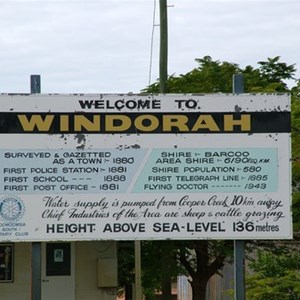 WELCOME TO
WINDORAH
SURVEYED & GAZETTED
AS A TOWN - 1880
FIRST POLICE STATION - 1881
FIRST SCHOOL --- 1888
FIRST POST OFFICE - 1881
SHIRE - BARCOO
AREA SHIRE - 61901 SQ.KM
SHIRE POPULATION - 580
FIRST TELEGRAPH LINE - 1885
FLYING DOCTOR ------- 1943
Water supply is pumped from Cooper Creek 10 km away
Chief Industries of the Area are sheep & cattle grazing
HEIGHT ABOVE SEA-LEVEL 136 metres